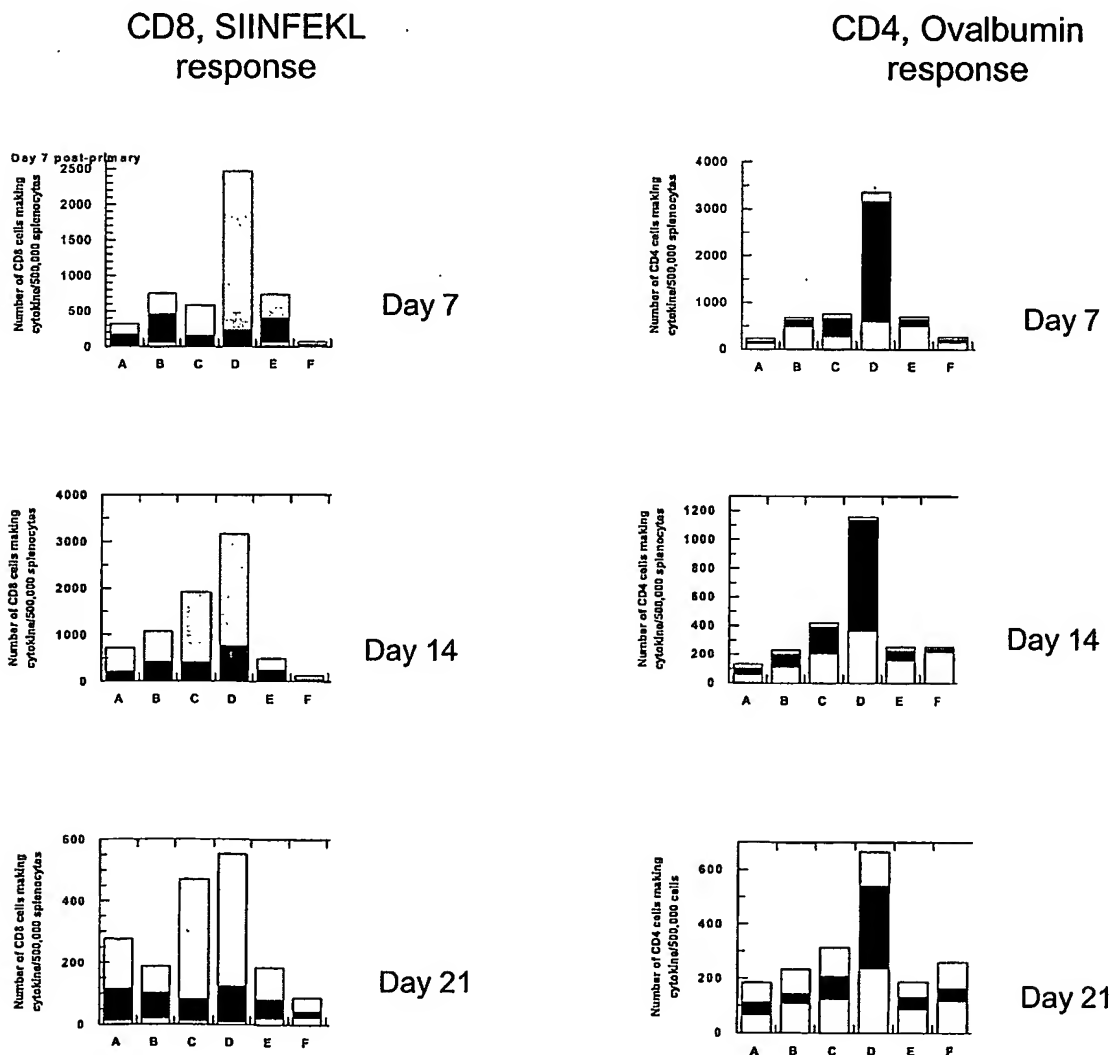 CD8, SIINFEKL
response
CD4, Ovalbumin
response
Day 7 post-primary
Number of CD8 cells making
cytokine/500,000 splenocytes
2500
2000
1500
1000
500
0
A B C D E F
Day 7
Number of CD4 cells making
cytokine/500,000 splenocytes
4000
3000
2000
1000
0
A B C D E F
Day 7
Number of CD8 cells making
cytokine/500,000 splenocytes
4000
3000
2000
1000
0
A B C D E F
Day 14
Number of CD4 cells making
cytokine/500,000 splenocytes
1200
1000
800
600
400
200
0
A B C D E F
Day 14
Number of CD8 cells making
cytokine/500,000 splenocytes
600
400
200
0
A B C D E F
Day 21
Number of CD4 cells making
cytokine/500,000 cells
600
400
200
0
A B C D E F
Day 21